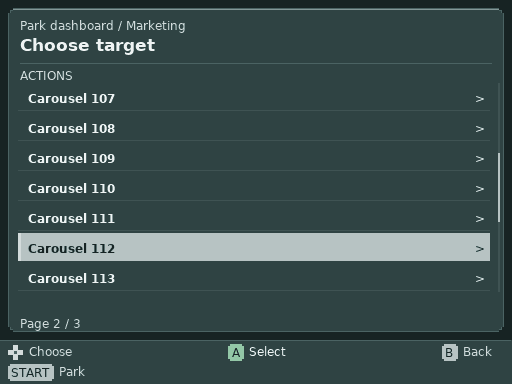 Park dashboard / Marketing
Choose target
ACTIONS
Carousel 107 >
Carousel 108 >
Carousel 109 >
Carousel 110 >
Carousel 111 >
Carousel 112 >
Carousel 113 >
Page 2 / 3
Choose A Select B Back
START Park